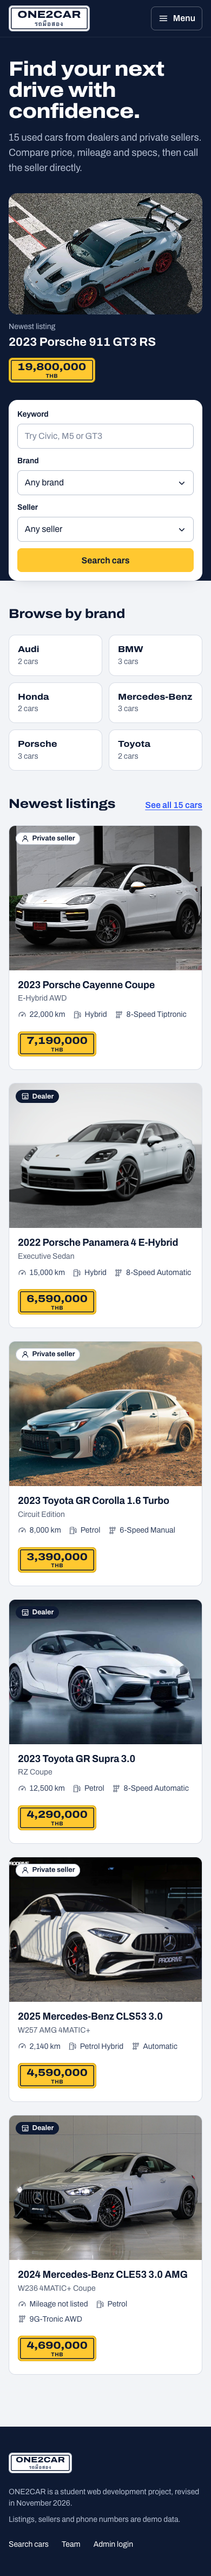 ONE2CAR
รถมือสอง
Menu
Find your next
drive with
confidence.
15 used cars from dealers and private sellers.
Compare price, mileage and specs, then call
the seller directly.
Newest listing
2023 Porsche 911 GT3 RS
19,800,000
THB
Keyword
Try Civic, M5 or GT3
Brand
Any brand
Seller
Any seller
Search cars
Browse by brand
Audi
2 cars
BMW
3 cars
Honda
2 cars
Mercedes-Benz
3 cars
Porsche
3 cars
Toyota
2 cars
Newest listings
See all 15 cars
Private seller
2023 Porsche Cayenne Coupe
E-Hybrid AWD
22,000 km Hybrid 8-Speed Tiptronic
7,190,000
THB
Dealer
2022 Porsche Panamera 4 E-Hybrid
Executive Sedan
15,000 km Hybrid 8-Speed Automatic
6,590,000
THB
Private seller
2023 Toyota GR Corolla 1.6 Turbo
Circuit Edition
8,000 km Petrol 6-Speed Manual
3,390,000
THB
Dealer
2023 Toyota GR Supra 3.0
RZ Coupe
12,500 km Petrol 8-Speed Automatic
4,290,000
THB
Private seller
PRODRIVE
2025 Mercedes-Benz CLS53 3.0
W257 AMG 4MATIC+
2,140 km Petrol Hybrid Automatic
4,590,000
THB
Dealer
2024 Mercedes-Benz CLE53 3.0 AMG
W236 4MATIC+ Coupe
Mileage not listed Petrol
9G-Tronic AWD
4,690,000
THB
ONE2CAR
รถมือสอง
ONE2CAR is a student web development project, revised
in November 2026.
Listings, sellers and phone numbers are demo data.
Search cars Team Admin login